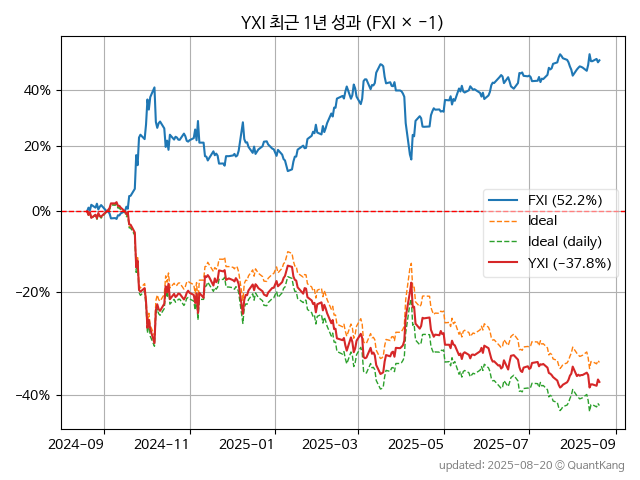 YXI 최근 1년 성과 (FXI × −1)
40%
20%
0%
−20%
−40%
FXI (52.2%)
Ideal
Ideal (daily)
YXI (−37.8%)
2024-09 2024-11 2025-01 2025-03 2025-05 2025-07 2025-09
updated: 2025-08-20 © QuantKang